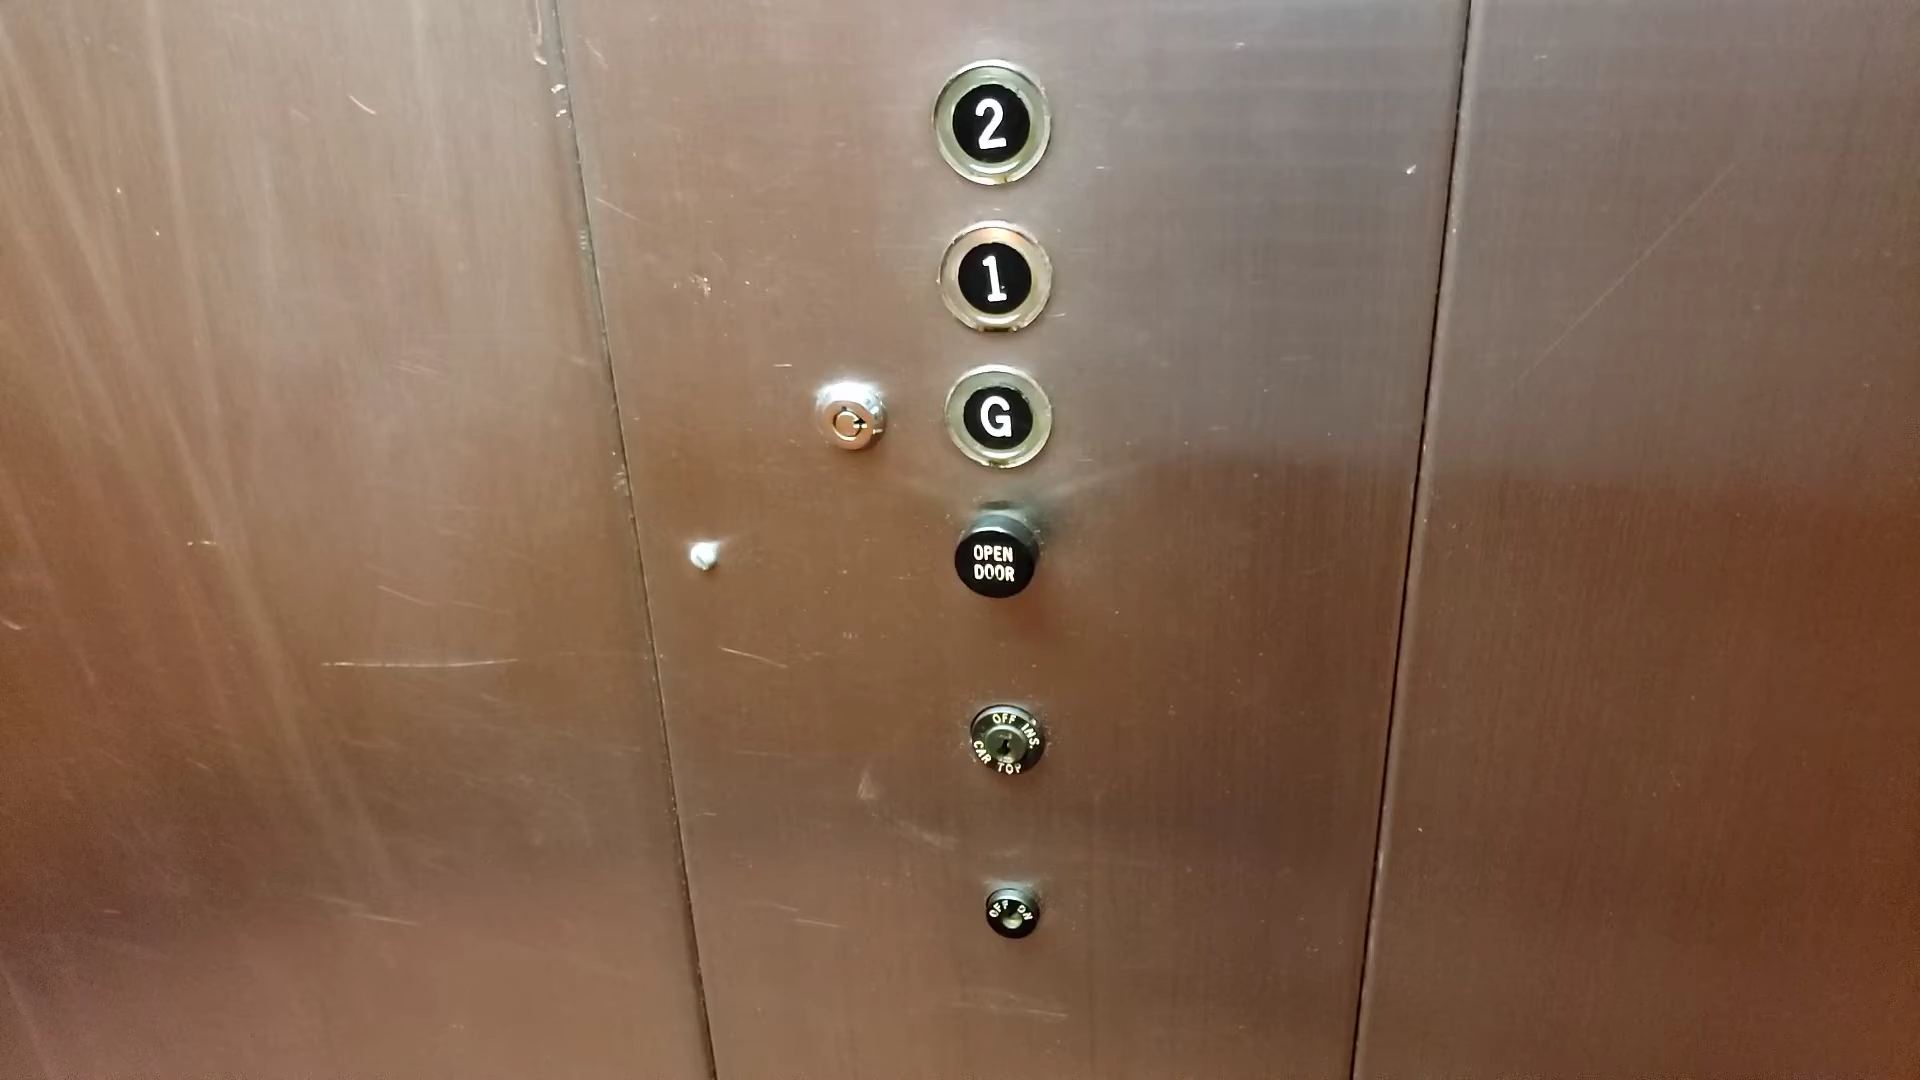 2
1
G
OPEN
DOOR
OFF INS.
CAR TOP
OFF ON